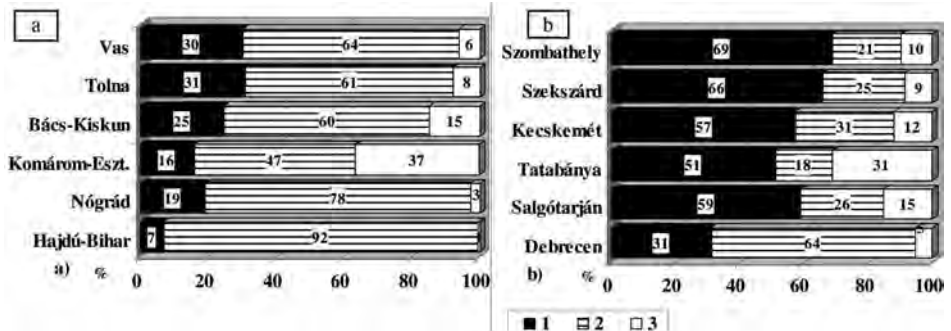 a
Vas 30 64 6
Tolna 31 61 8
Bács-Kiskun 25 60 15
Komárom-Eszt. 16 47 37
Nógrád 19 78 3
Hajdú-Bihar 7 92
0 20 40 60 80 100
a) %
b
Szombathely 69 21 10
Szekszárd 66 25 9
Kecskemét 57 31 12
Tatabánya 51 18 31
Salgótarján 59 26 15
Debrecen 31 64 5
0 20 40 60 80 100
b) %
1 2 3